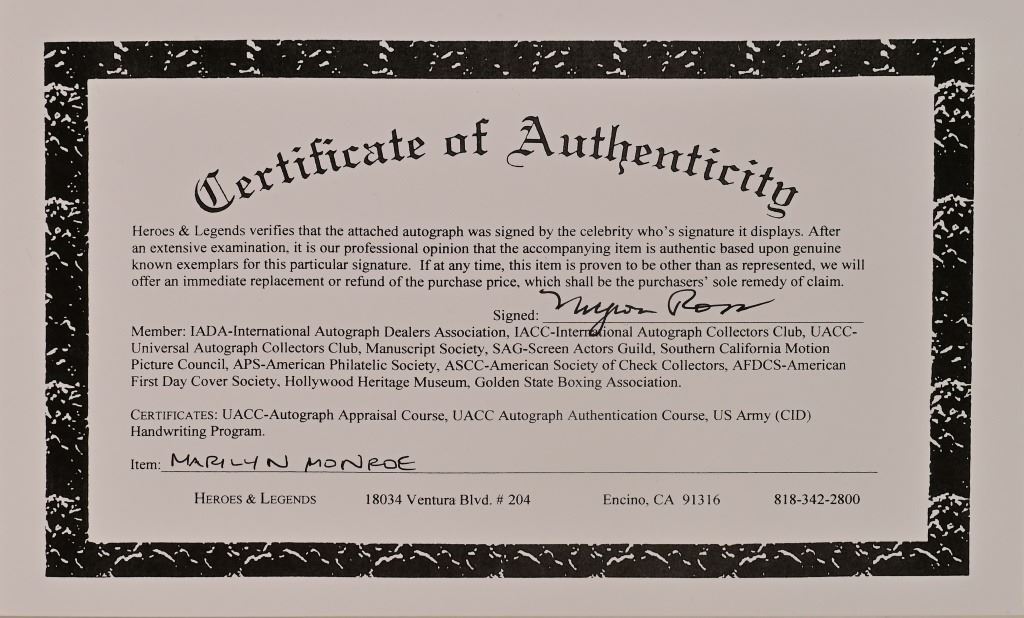 Certificate of Authenticity
Heroes & Legends verifies that the attached autograph was signed by the celebrity who's signature it displays. After
an extensive examination, it is our professional opinion that the accompanying item is authentic based upon genuine
known exemplars for this particular signature. If at any time, this item is proven to be other than as represented, we will
offer an immediate replacement or refund of the purchase price, which shall be the purchasers' sole remedy of claim.
Signed: Myron Ross
Member: IADA-International Autograph Dealers Association, IACC-International Autograph Collectors Club, UACC-
Universal Autograph Collectors Club, Manuscript Society, SAG-Screen Actors Guild, Southern California Motion
Picture Council, APS-American Philatelic Society, ASCC-American Society of Check Collectors, AFDCS-American
First Day Cover Society, Hollywood Heritage Museum, Golden State Boxing Association.
CERTIFICATES: UACC-Autograph Appraisal Course, UACC Autograph Authentication Course, US Army (CID)
Handwriting Program.
Item: MARILYN MONROE
HEROES & LEGENDS 18034 Ventura Blvd. # 204 Encino, CA 91316 818-342-2800